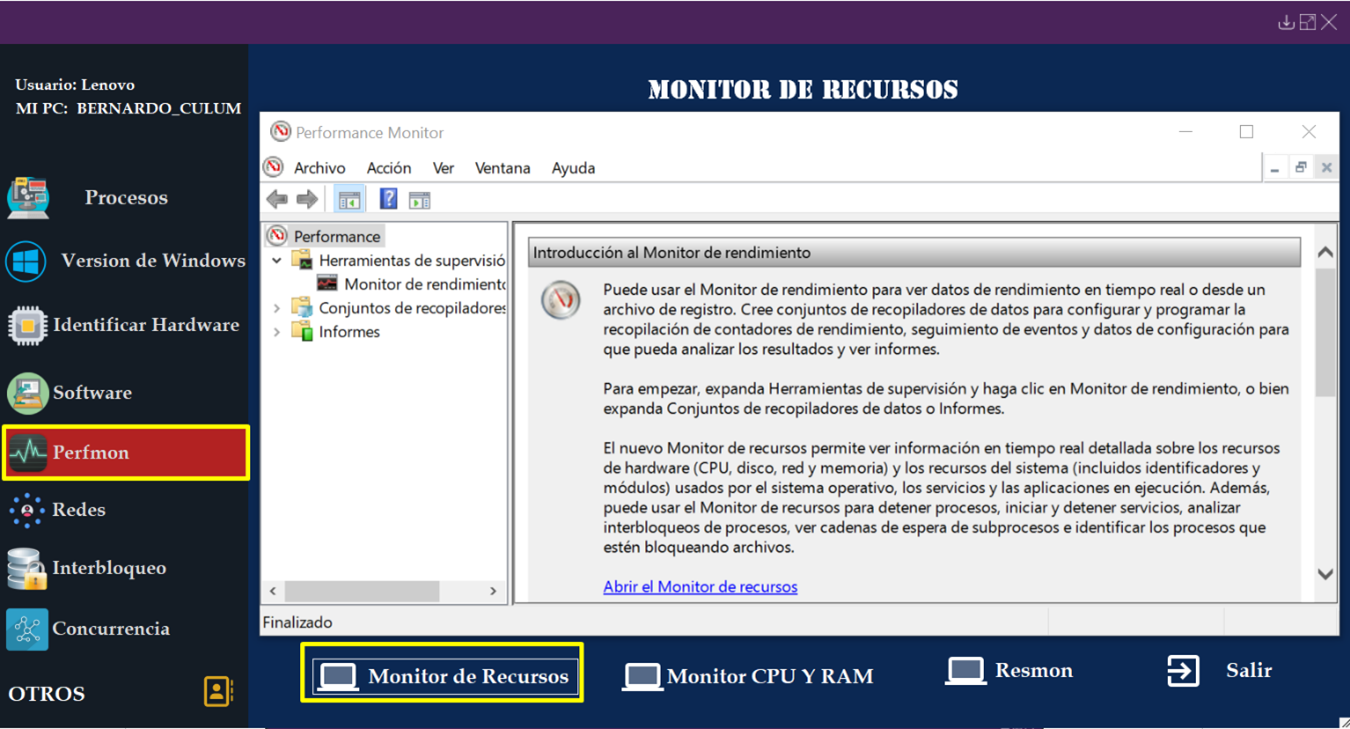 Usuario: Lenovo
MI PC: BERNARDO_CULUM
Procesos
Version de Windows
Identificar Hardware
Software
Perfmon
Redes
Interbloqueo
Concurrencia
OTROS
MONITOR DE RECURSOS
Performance Monitor
Archivo Acción Ver Ventana Ayuda
Performance
Herramientas de supervisió
Monitor de rendimiento
Conjuntos de recopiladores
Informes
Introducción al Monitor de rendimiento
Puede usar el Monitor de rendimiento para ver datos de rendimiento en tiempo real o desde un
archivo de registro. Cree conjuntos de recopiladores de datos para configurar y programar la
recopilación de contadores de rendimiento, seguimiento de eventos y datos de configuración para
que pueda analizar los resultados y ver informes.
Para empezar, expanda Herramientas de supervisión y haga clic en Monitor de rendimiento, o bien
expanda Conjuntos de recopiladores de datos o Informes.
El nuevo Monitor de recursos permite ver información en tiempo real detallada sobre los recursos
de hardware (CPU, disco, red y memoria) y los recursos del sistema (incluidos identificadores y
módulos) usados por el sistema operativo, los servicios y las aplicaciones en ejecución. Además,
puede usar el Monitor de recursos para detener procesos, iniciar y detener servicios, analizar
interbloqueos de procesos, ver cadenas de espera de subprocesos e identificar los procesos que
estén bloqueando archivos.
Abrir el Monitor de recursos
Finalizado
Monitor de Recursos
Monitor CPU Y RAM
Resmon
Salir